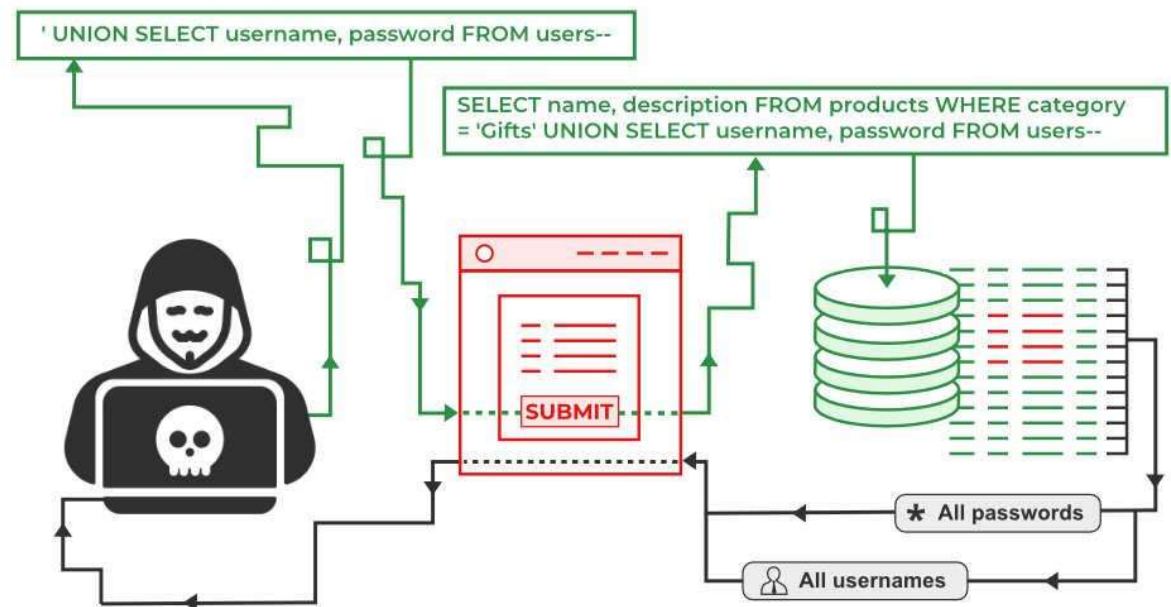 ' UNION SELECT username, password FROM users--
SELECT name, description FROM products WHERE category
= 'Gifts' UNION SELECT username, password FROM users--
SUBMIT
* All passwords
All usernames